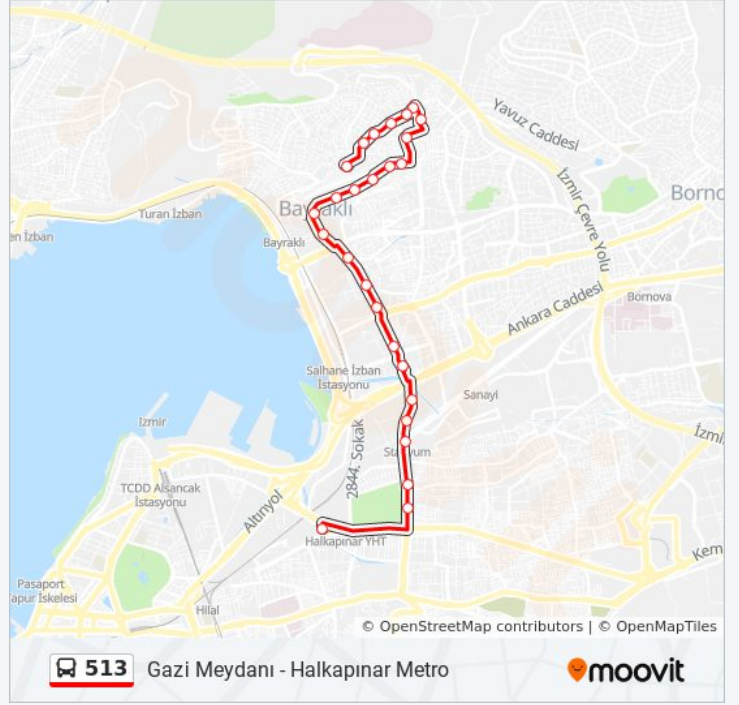 Yavuz Caddesi
İzmir Çevre Yolu
Borno
Turan İzban
Bayraklı
en İzban
Bayraklı
Bornova
Ankara Caddesi
Salhane İzban
İstasyonu
Sanayi
Izmir
İzmi
2844. Sokak
TCDD Alsancak
İstasyonu
Altınyol
Halkapınar YHT
Kem
Pasaport
apur İskelesi
Hilal
© OpenStreetMap contributors | © OpenMapTiles
513 Gazi Meydanı - Halkapınar Metro
moovit